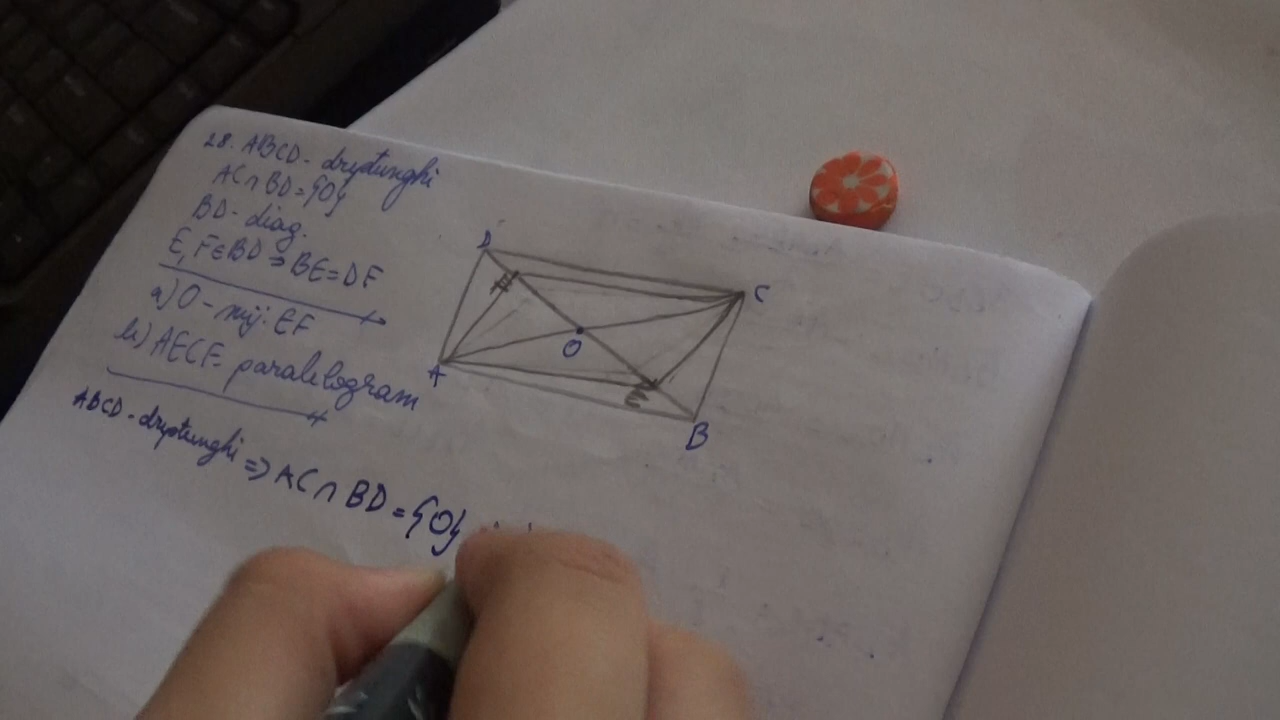 28. ABCD - dreptunghi
AC∩BD={O}
BD-diag.
E, F∈BD ⇒ BE=DF
a) O - mij. EF
b) AECF - paralelogram
ABCD - dreptunghi ⇒ AC∩BD={O}
D
C
O
A
E
B